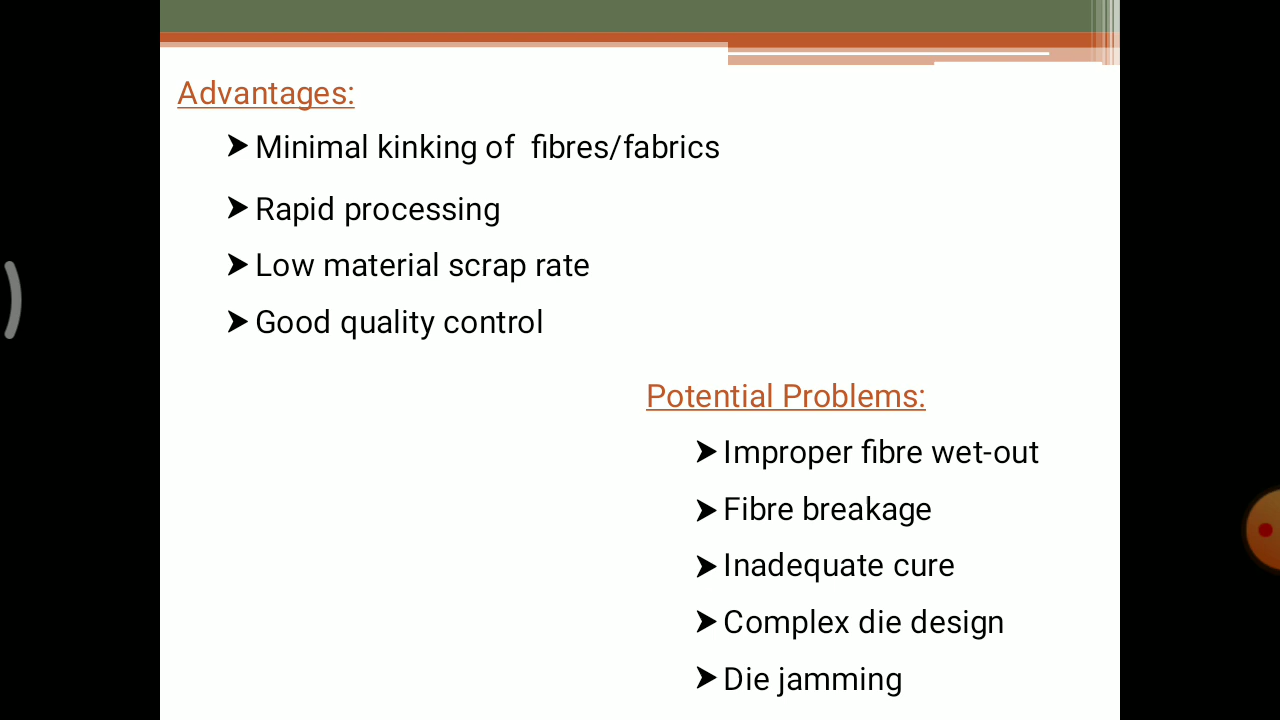 Advantages:
➤ Minimal kinking of fibres/fabrics
➤ Rapid processing
➤ Low material scrap rate
➤ Good quality control
Potential Problems:
➤ Improper fibre wet-out
➤ Fibre breakage
➤ Inadequate cure
➤ Complex die design
➤ Die jamming